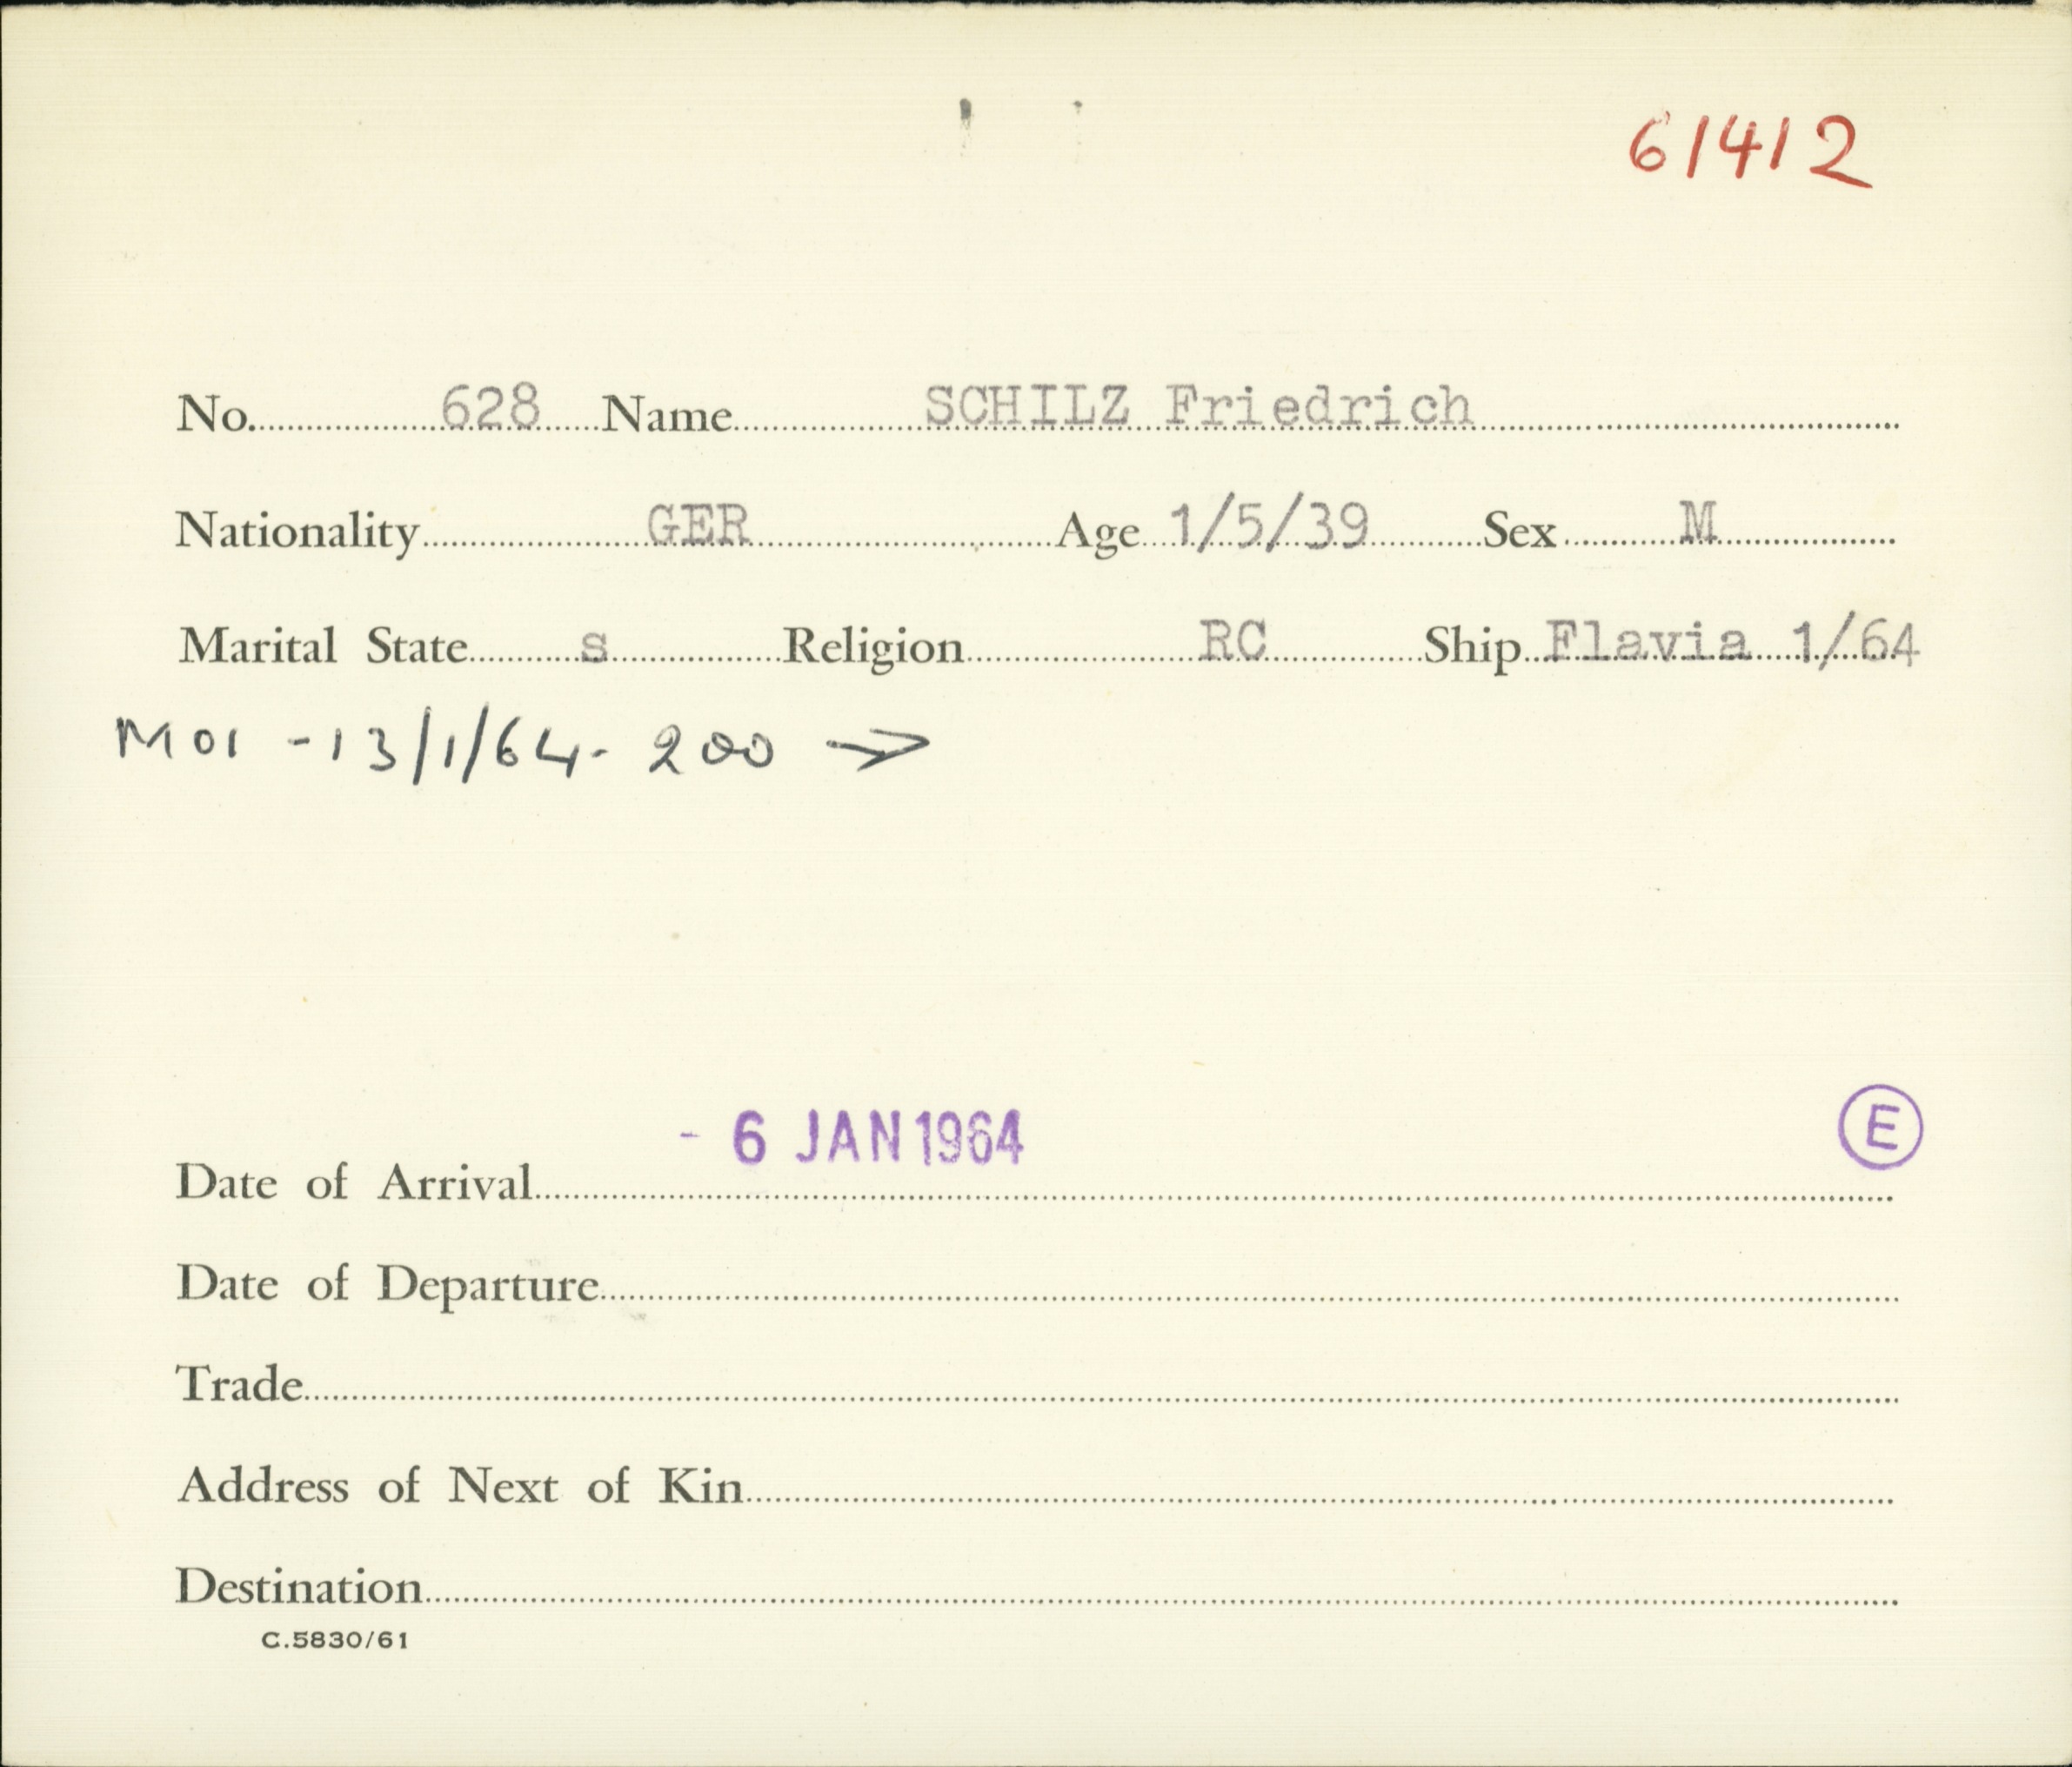 61412
No. 628 Name SCHILZ Friedrich
Nationality GER Age 1/5/39 Sex M
Marital State s Religion RC Ship Flavia 1/64
MOI - 13/1/64 - 200 →
- 6 JAN 1964 E
Date of Arrival
Date of Departure
Trade
Address of Next of Kin
Destination
C.5830/61